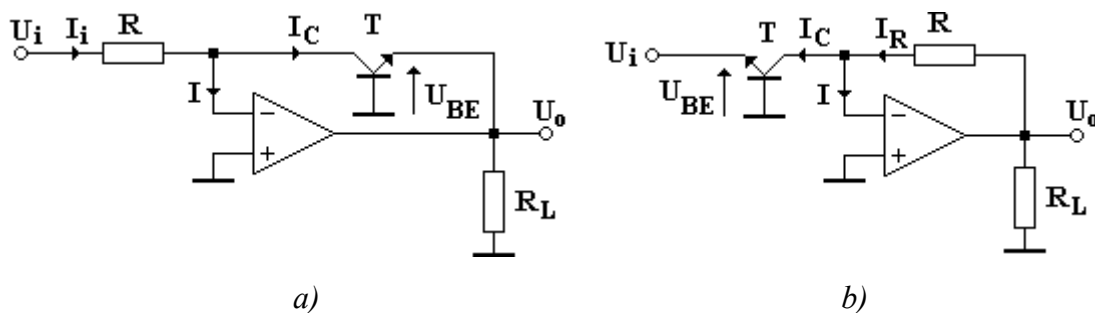 Ui Ii R IC T
I UBE Uo
− +
RL
a)
Ui T IC IR R
UBE I Uo
− +
RL
b)